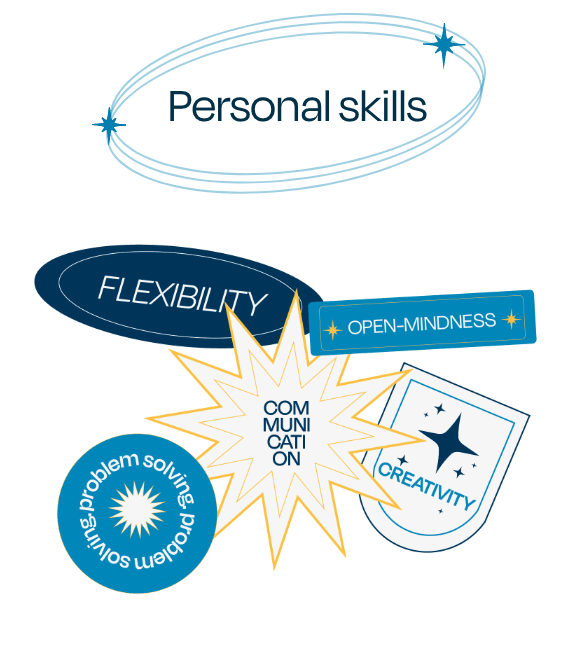 Personal skills
FLEXIBILITY
OPEN-MINDNESS
COM
MUNI
CATI
ON
CREATIVITY
problem solving.problem solving.